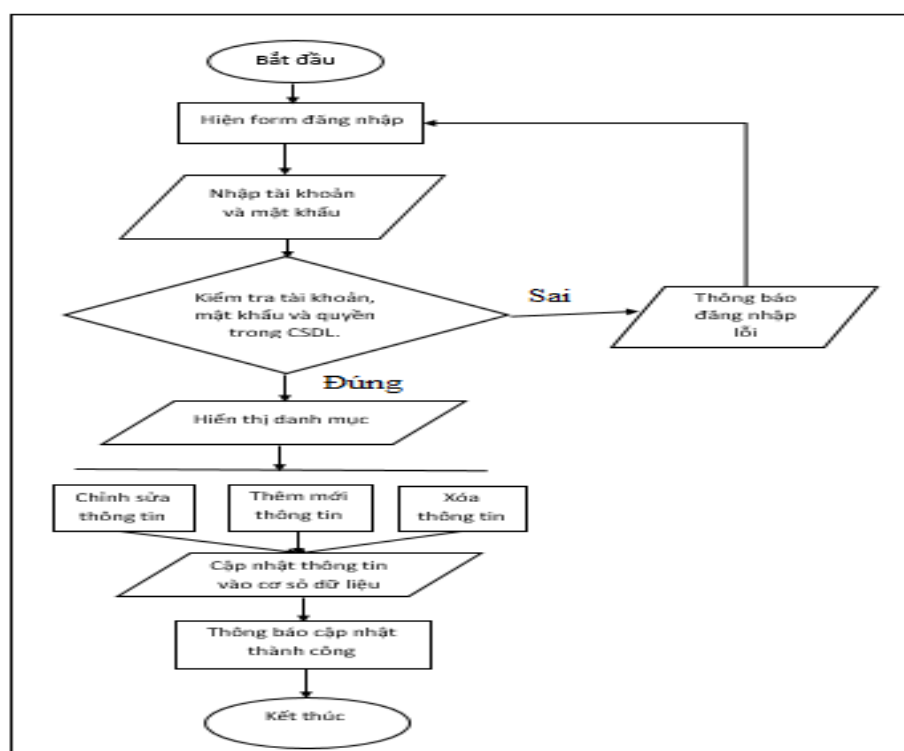 Bắt đầu
Hiện form đăng nhập
Nhập tài khoản
và mật khẩu
Kiểm tra tài khoản,
mật khẩu và quyền
trong CSDL.
Sai
Thông báo
đăng nhập
lỗi
Đúng
Hiển thị danh mục
Chỉnh sửa
thông tin
Thêm mới
thông tin
Xóa
thông tin
Cập nhật thông tin
vào cơ sỏ dữ liệu
Thông báo cập nhật
thành công
Kết thúc